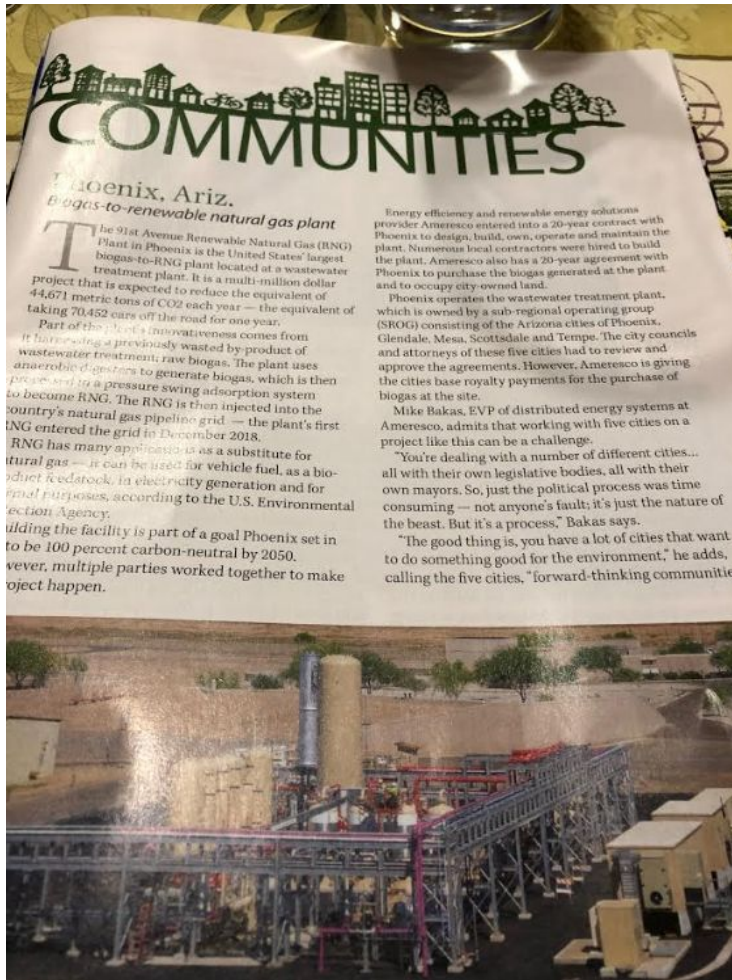 COMMUNITIES
Phoenix, Ariz.
Biogas-to-renewable natural gas plant
The 91st Avenue Renewable Natural Gas (RNG)
Plant in Phoenix is the United States' largest
biogas-to-RNG plant located at a wastewater
treatment plant. It is a multi-million dollar
project that is expected to reduce the equivalent of
44,671 metric tons of CO2 each year — the equivalent of
taking 70,452 cars off the road for one year.
Part of the plant's innovativeness comes from
it harnessing a previously wasted by-product of
wastewater treatment: raw biogas. The plant uses
anaerobic digesters to generate biogas, which is then
processed in a pressure swing adsorption system
to become RNG. The RNG is then injected into the
country's natural gas pipeline grid — the plant's first
RNG entered the grid in December 2018.
RNG has many applications as a substitute for
natural gas — it can be used for vehicle fuel, as a bio-
product feedstock, in electricity generation and for
purposes, according to the U.S. Environmental
ection Agency.
uilding the facility is part of a goal Phoenix set in
to be 100 percent carbon-neutral by 2050.
wever, multiple parties worked together to make
oject happen.
Energy efficiency and renewable energy solutions
provider Ameresco entered into a 20-year contract with
Phoenix to design, build, own, operate and maintain the
plant. Numerous local contractors were hired to build
the plant. Ameresco also has a 20-year agreement with
Phoenix to purchase the biogas generated at the plant
and to occupy city-owned land.
Phoenix operates the wastewater treatment plant,
which is owned by a sub-regional operating group
(SROG) consisting of the Arizona cities of Phoenix,
Glendale, Mesa, Scottsdale and Tempe. The city councils
and attorneys of these five cities had to review and
approve the agreements. However, Ameresco is giving
the cities base royalty payments for the purchase of
biogas at the site.
Mike Bakas, EVP of distributed energy systems at
Ameresco, admits that working with five cities on a
project like this can be a challenge.
"You're dealing with a number of different cities...
all with their own legislative bodies, all with their
own mayors. So, just the political process was time
consuming — not anyone's fault; it's just the nature of
the beast. But it's a process," Bakas says.
"The good thing is, you have a lot of cities that want
to do something good for the environment," he adds,
calling the five cities, "forward-thinking communitie